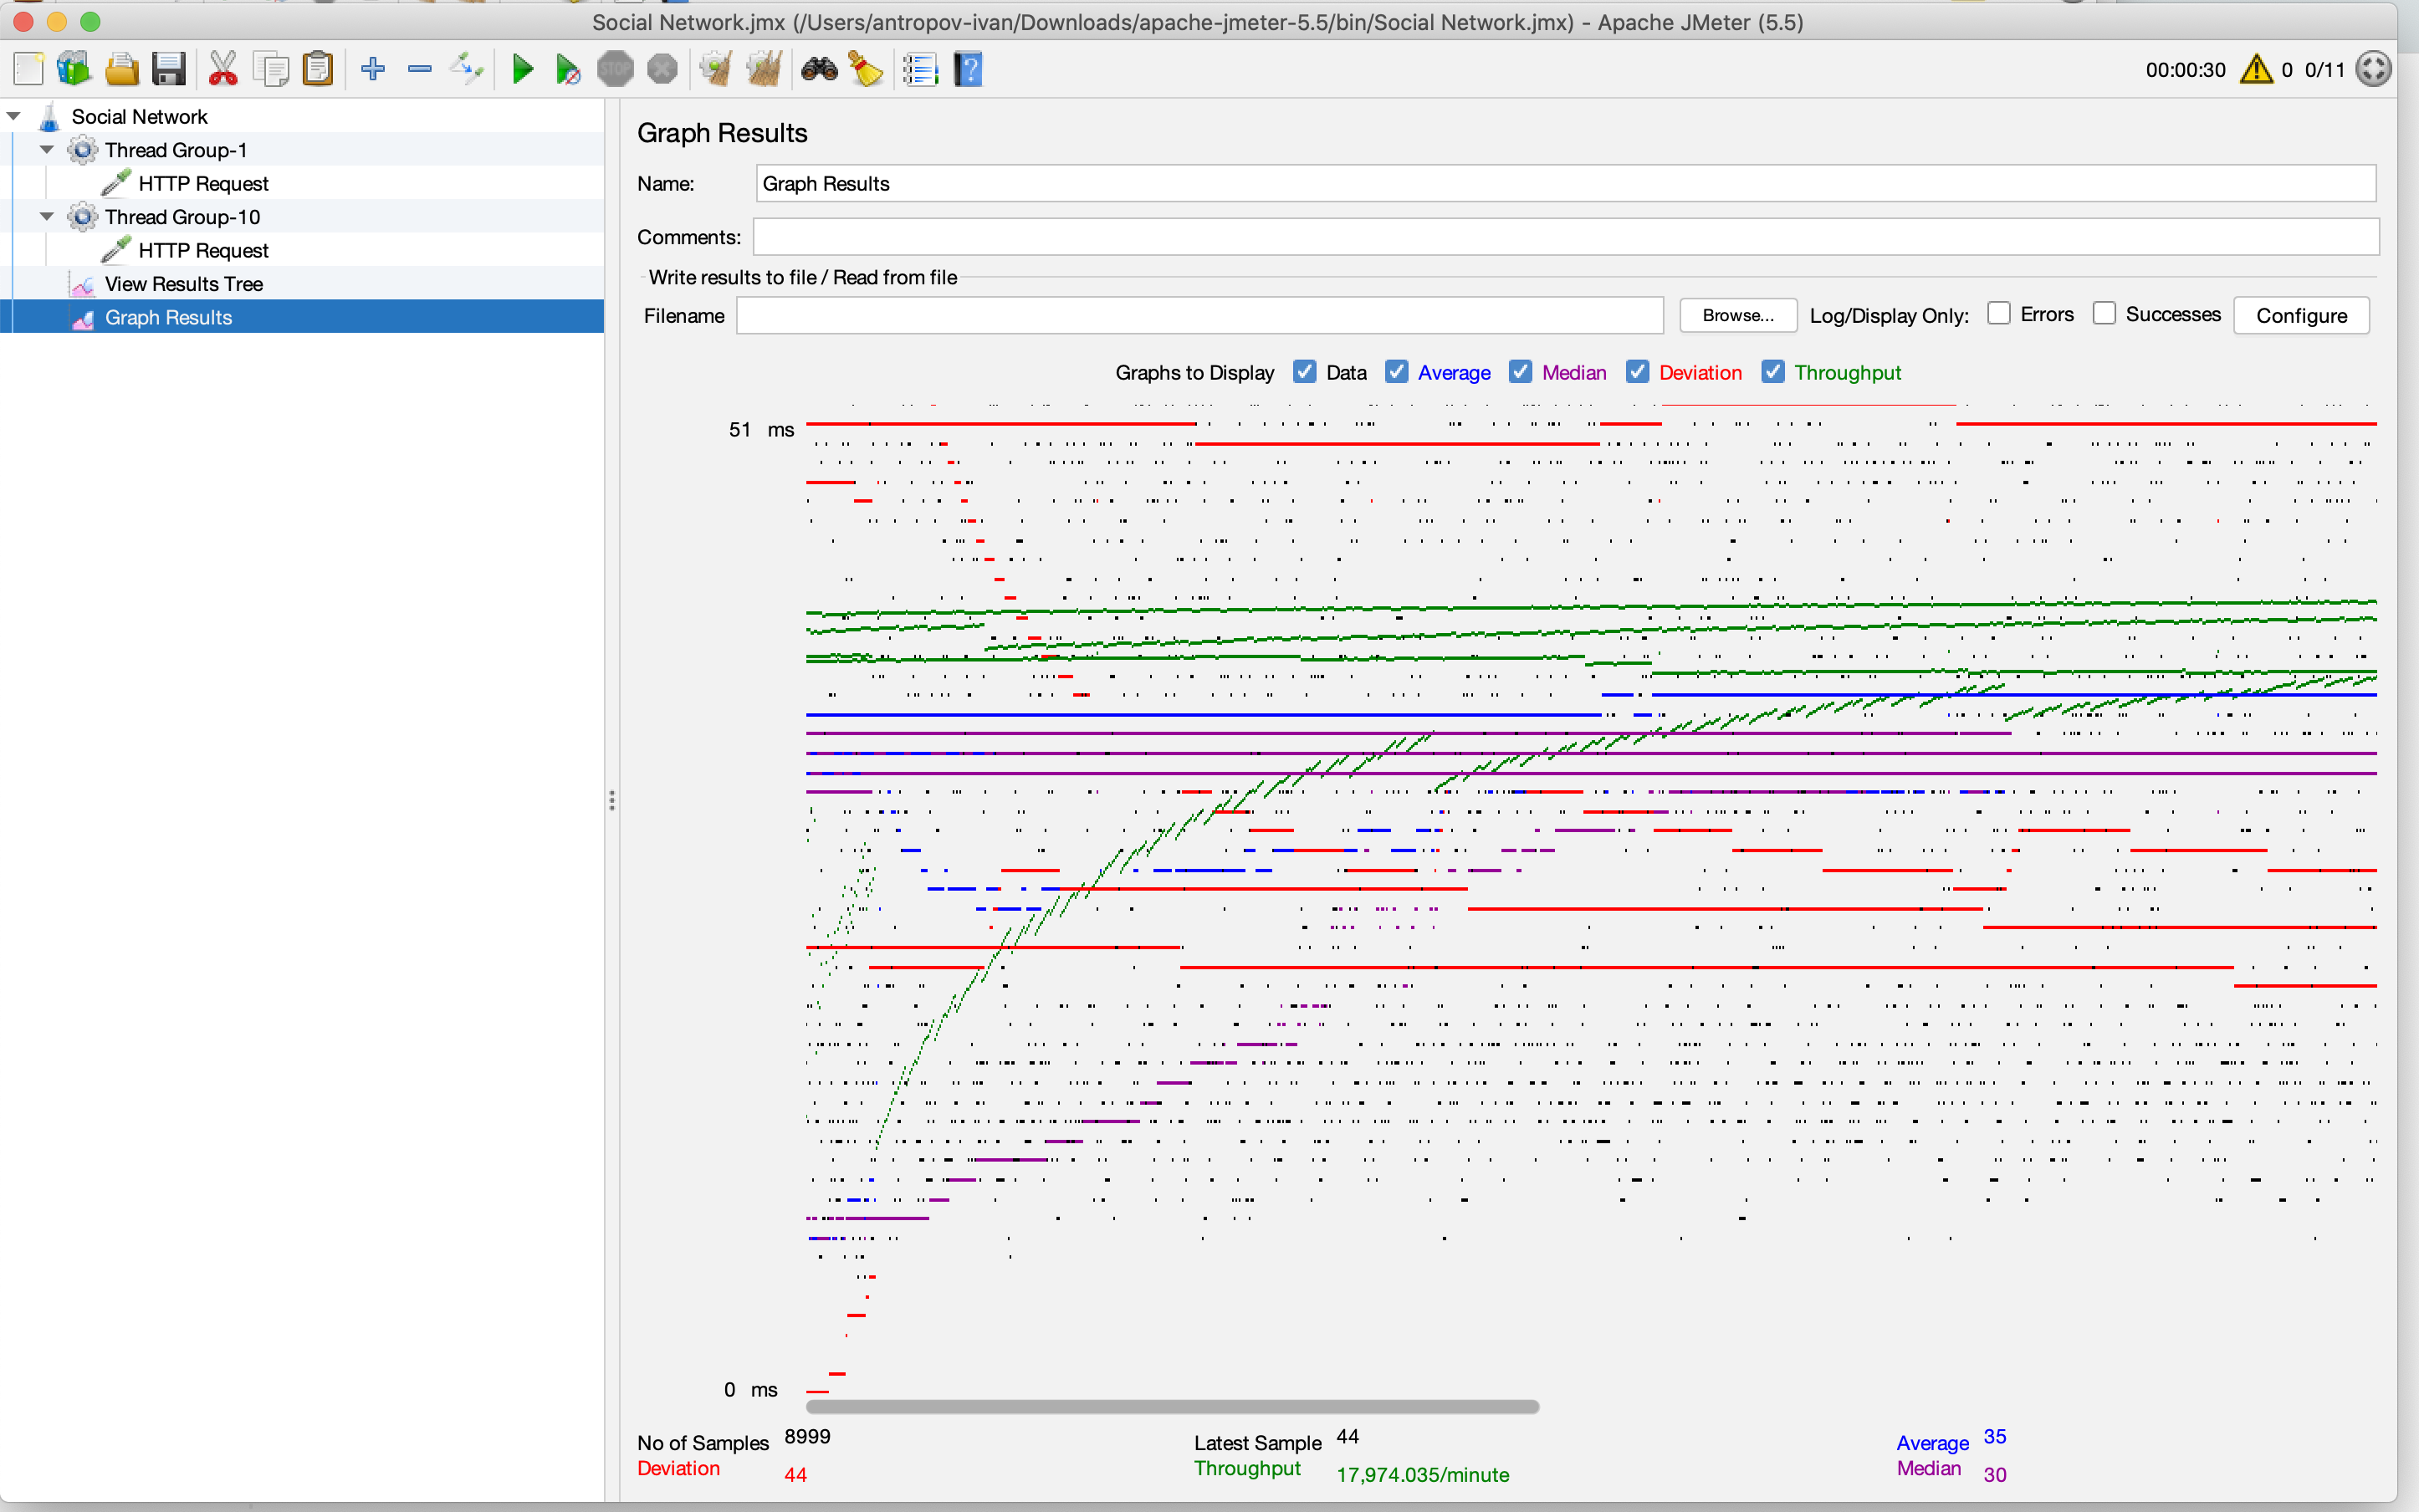 Social Network.jmx (/Users/antropov-ivan/Downloads/apache-jmeter-5.5/bin/Social Network.jmx) - Apache JMeter (5.5)
STOP
00:00:30 0 0/11
Social Network
Thread Group-1
HTTP Request
Thread Group-10
HTTP Request
View Results Tree
Graph Results
Graph Results
Name: Graph Results
Comments:
Write results to file / Read from file
Filename Browse... Log/Display Only: Errors Successes Configure
Graphs to Display Data Average Median Deviation Throughput
51 ms
0 ms
No of Samples 8999 Latest Sample 44 Average 35
Deviation 44 Throughput 17,974.035/minute Median 30